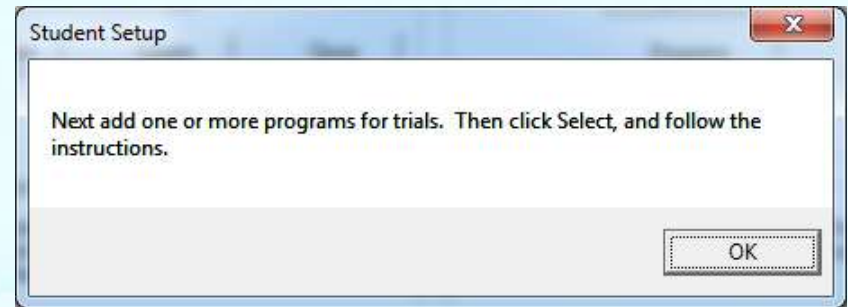 Student Setup
Next add one or more programs for trials.  Then click Select, and follow the
instructions.
OK